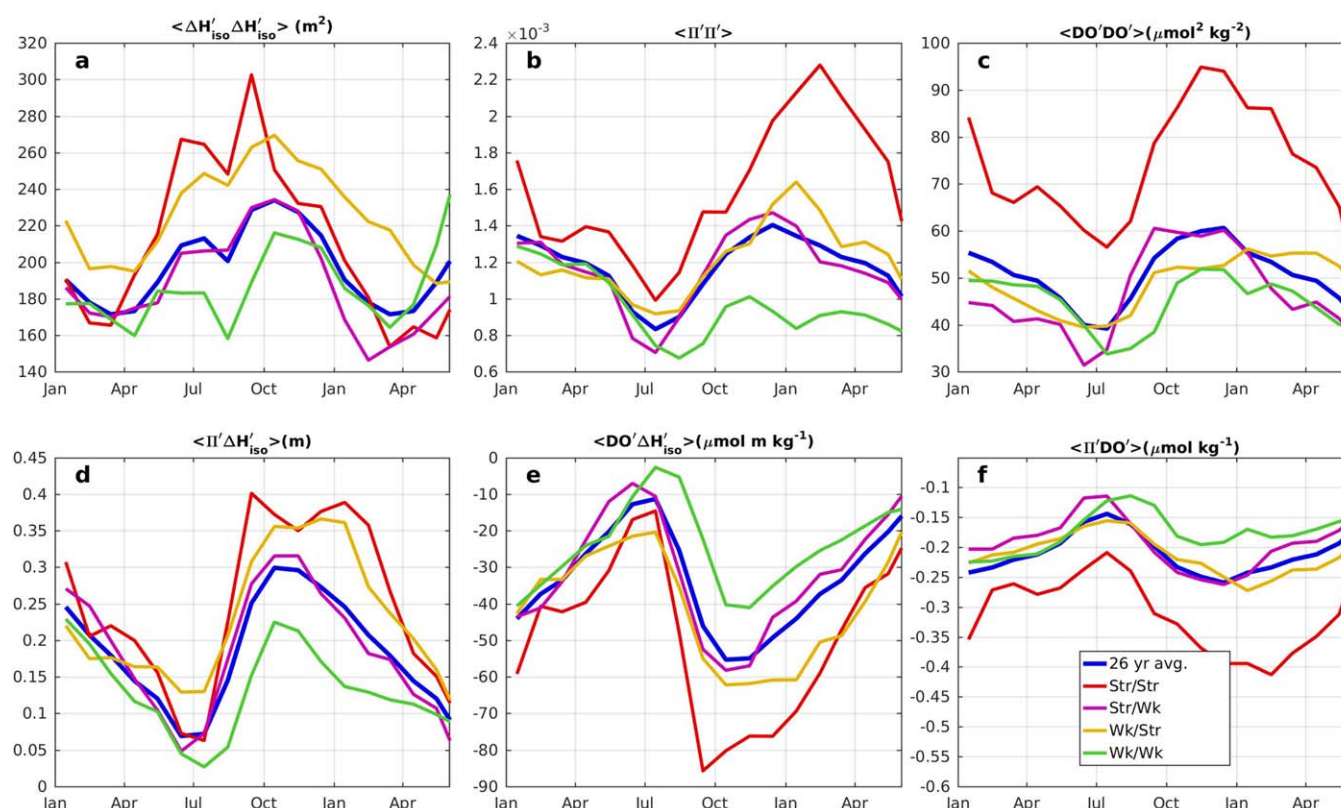 <ΔH′iso ΔH′iso> (m²)
a
320
300
280
260
240
220
200
180
160
140
Jan Apr Jul Oct Jan Apr
<Π′Π′>
×10⁻³
b
2.4
2.2
2
1.8
1.6
1.4
1.2
1
0.8
0.6
Jan Apr Jul Oct Jan Apr
<DO′DO′>(μmol² kg⁻²)
c
100
90
80
70
60
50
40
30
Jan Apr Jul Oct Jan Apr
<Π′ΔH′iso>(m)
d
0.45
0.4
0.35
0.3
0.25
0.2
0.15
0.1
0.05
0
Jan Apr Jul Oct Jan Apr
<DO′ΔH′iso>(μmol m kg⁻¹)
e
0
-10
-20
-30
-40
-50
-60
-70
-80
-90
Jan Apr Jul Oct Jan Apr
<Π′DO′>(μmol kg⁻¹)
f
-0.1
-0.15
-0.2
-0.25
-0.3
-0.35
-0.4
-0.45
-0.5
-0.55
-0.6
26 yr avg.
Str/Str
Str/Wk
Wk/Str
Wk/Wk
Jan Apr Jul Oct Jan Apr